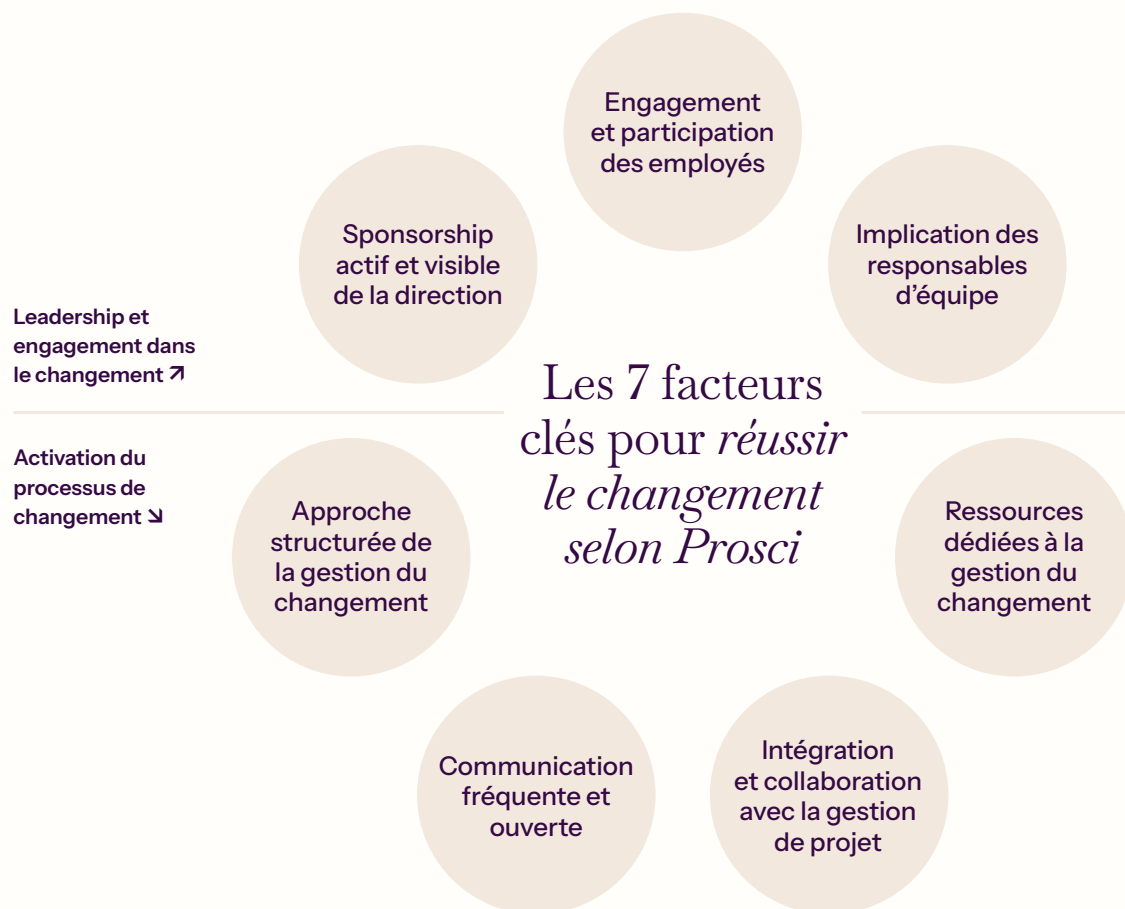 Engagement
et participation
des employés
Sponsorship
actif et visible
de la direction
Implication des
responsables
d’équipe
Leadership et
engagement dans
le changement ↗
Les 7 facteurs
clés pour réussir
le changement
selon Prosci
Activation du
processus de
changement ↘
Approche
structurée de
la gestion du
changement
Ressources
dédiées à la
gestion du
changement
Communication
fréquente et
ouverte
Intégration
et collaboration
avec la gestion
de projet